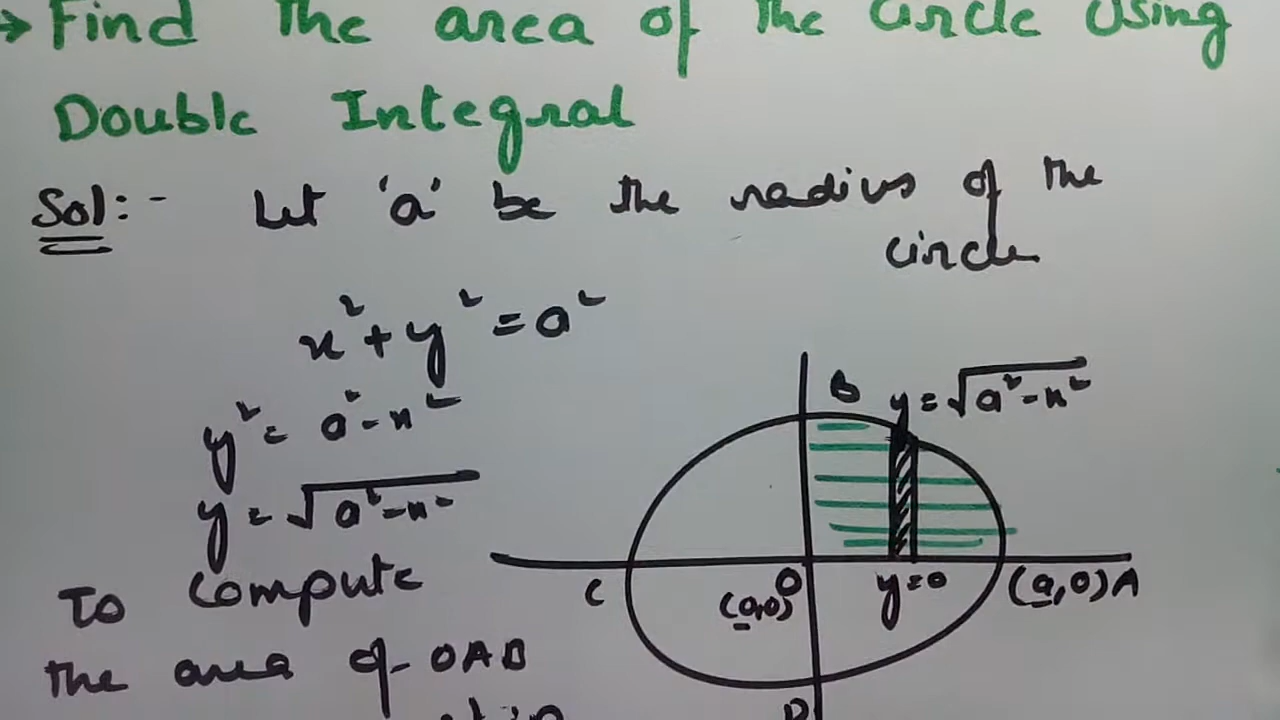 → Find the area of the Circle Using
Double Integral
Sol:- Let 'a' be the radius of the
circle
x² + y² = a²
y² = a² - x²
y = √a² - x²
To compute
the area of OAB
B y = √a² - x²
C (0,0) O y=0 (a,0) A
D